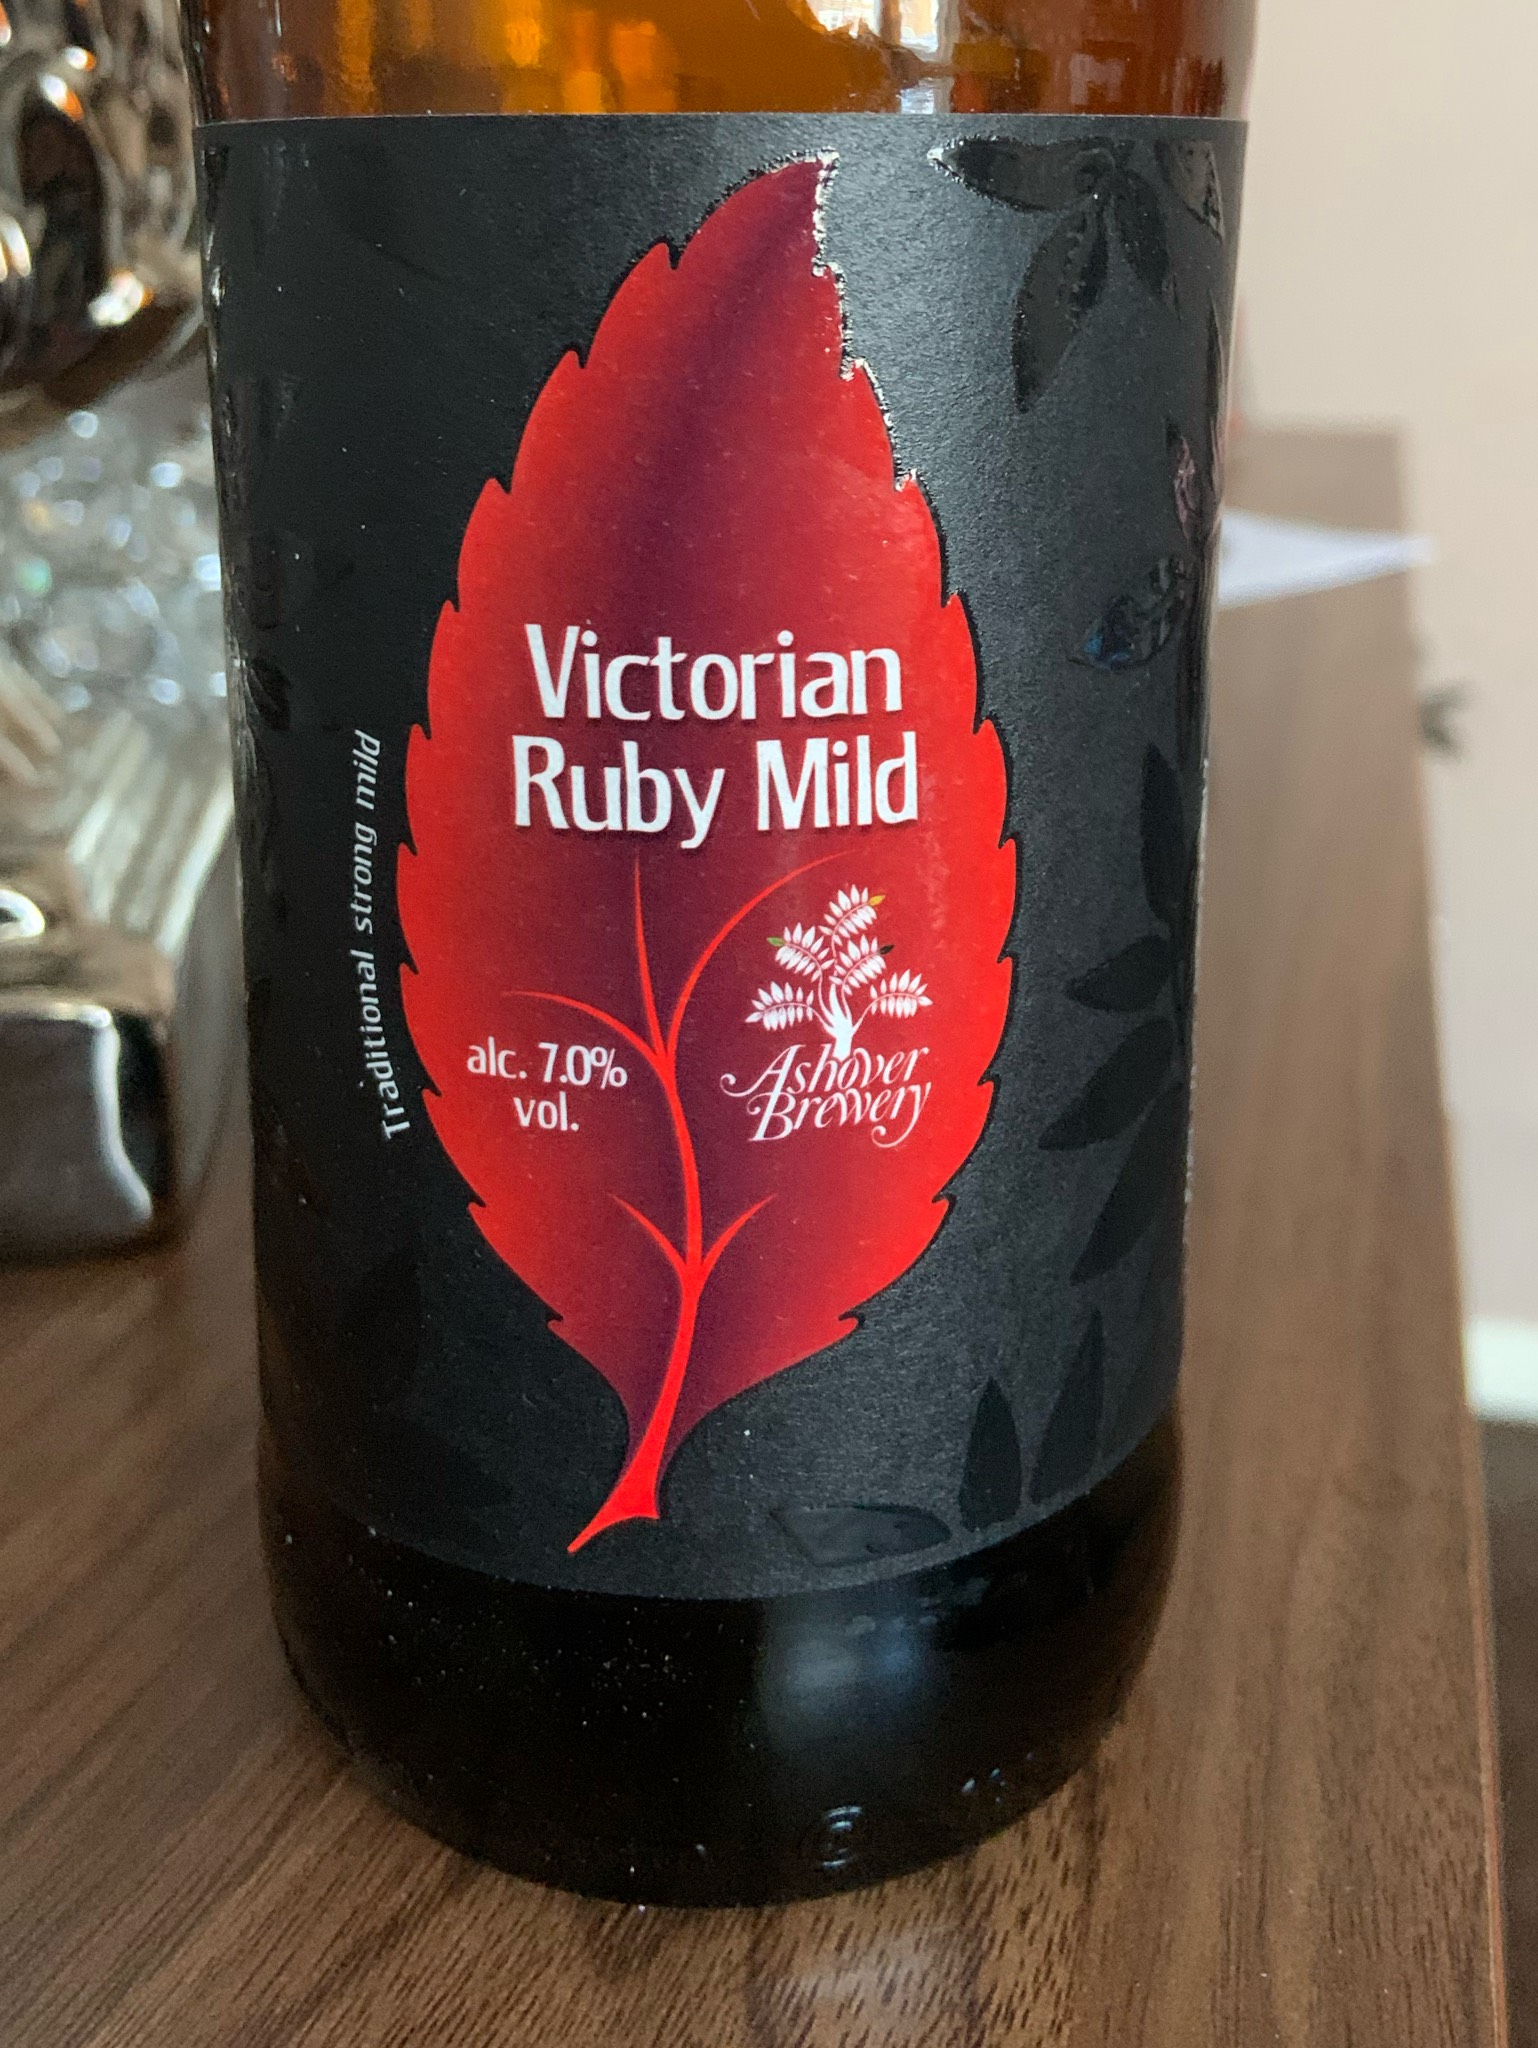 Victorian
Ruby Mild
Traditional strong mild
alc. 7.0%
vol.
Ashover
Brewery